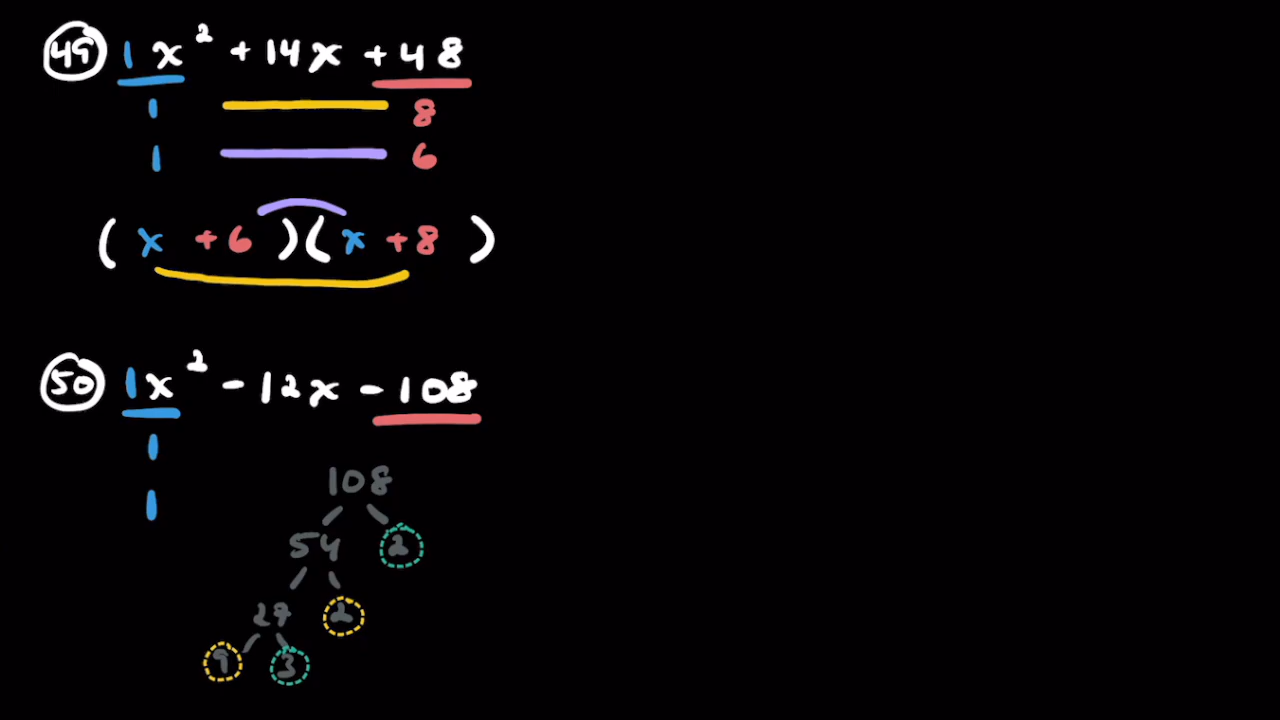 49 1x² + 14x + 48
1 8
1 6
( x + 6 ) ( x + 8 )
50 1x² - 12x - 108
1
108
1
54 2
27 2
9 3